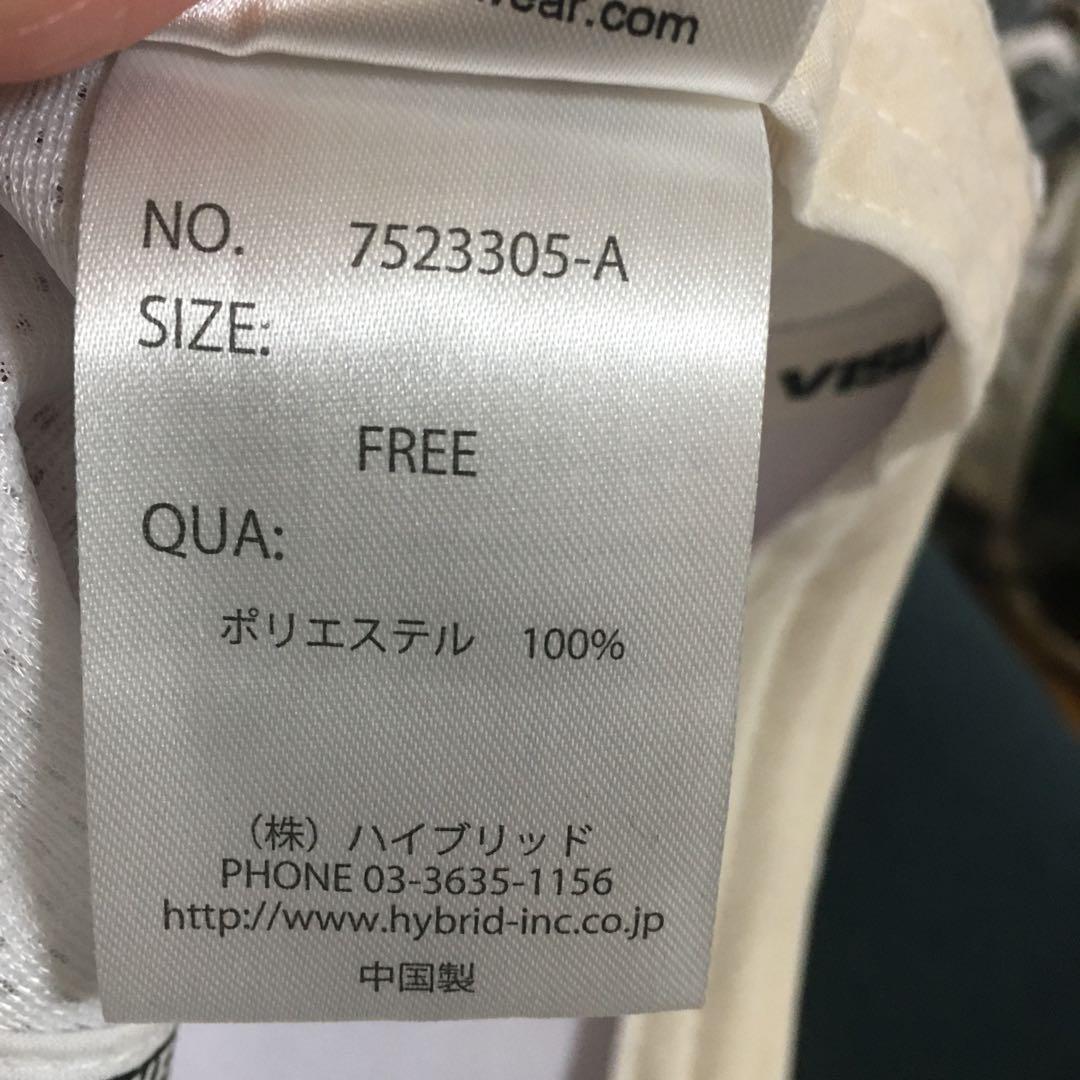 NO. 7523305-A
SIZE:
FREE
QUA:
ポリエステル 100%
（株）ハイブリッド
PHONE 03-3635-1156
http://www.hybrid-inc.co.jp
中国製